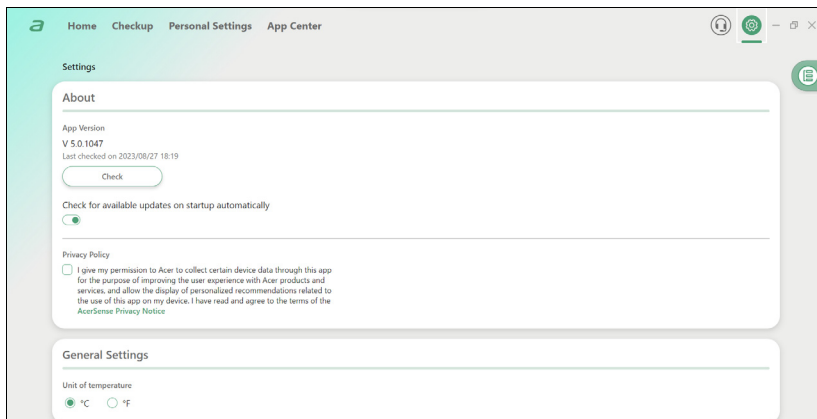 a Home Checkup Personal Settings App Center
Settings
About
App Version
V 5.0.1047
Last checked on 2023/08/27 18:19
Check
Check for available updates on startup automatically
Privacy Policy
I give my permission to Acer to collect certain device data through this app
for the purpose of improving the user experience with Acer products and
services, and allow the display of personalized recommendations related to
the use of this app on my device. I have read and agree to the terms of the
AcerSense Privacy Notice
General Settings
Unit of temperature
°C °F